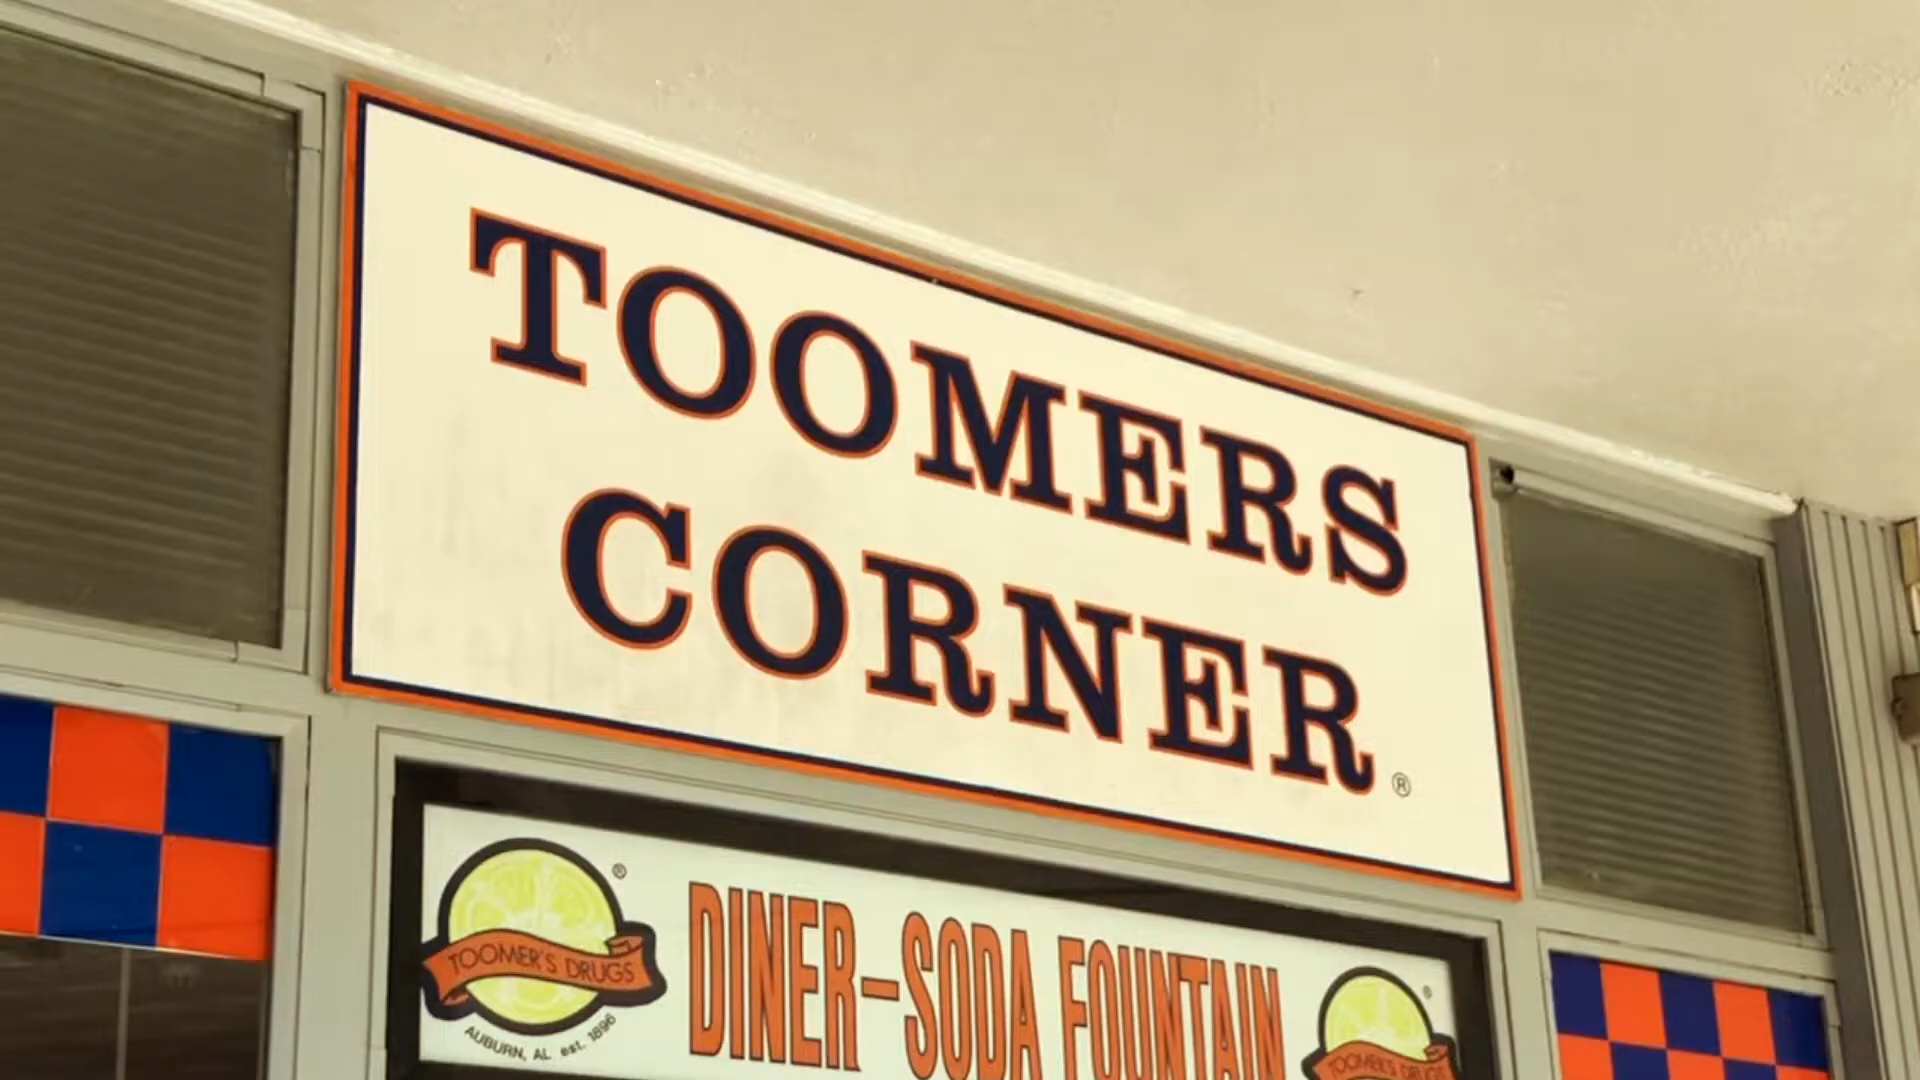 TOOMERS
CORNER ®
®
TOOMER'S DRUGS
AUBURN, AL est. 1896
DINER-SODA FOUNTAIN
®
TOOMER'S DRUGS